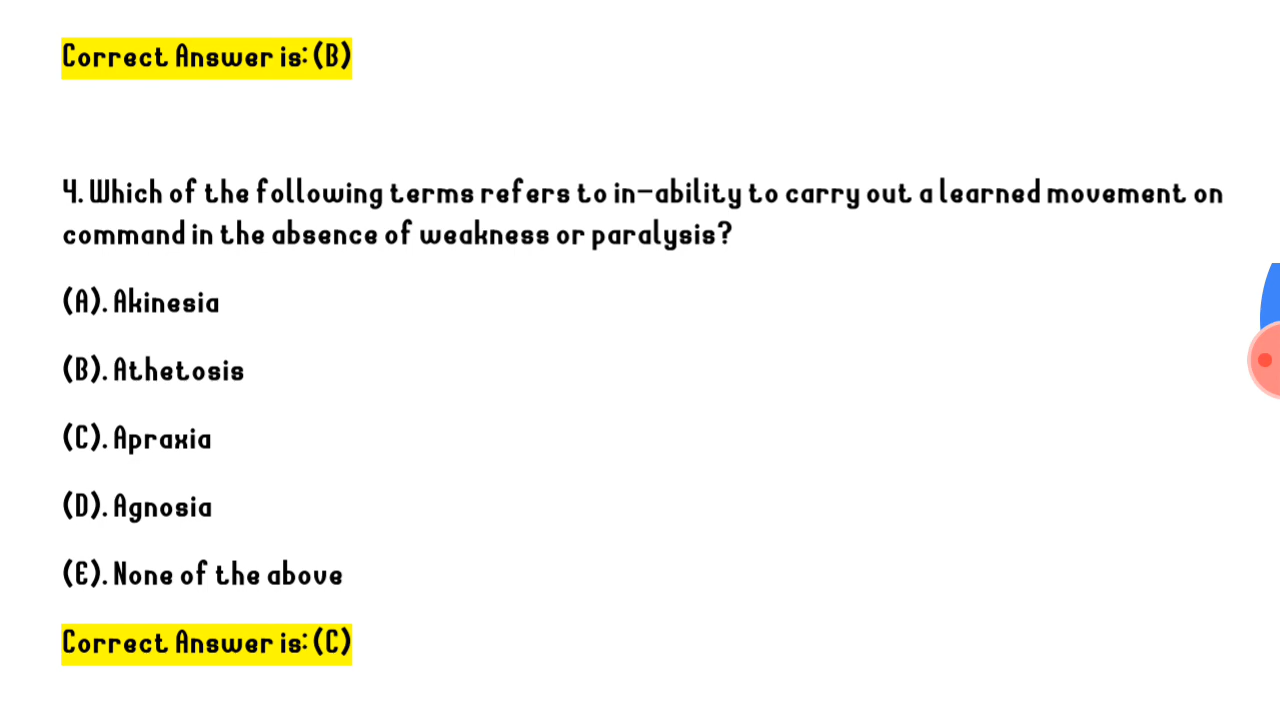 Correct Answer is: (B)
4. Which of the following terms refers to in-ability to carry out a learned movement on
command in the absence of weakness or paralysis?
(A). Akinesia
(B). Athetosis
(C). Apraxia
(D). Agnosia
(E). None of the above
Correct Answer is: (C)